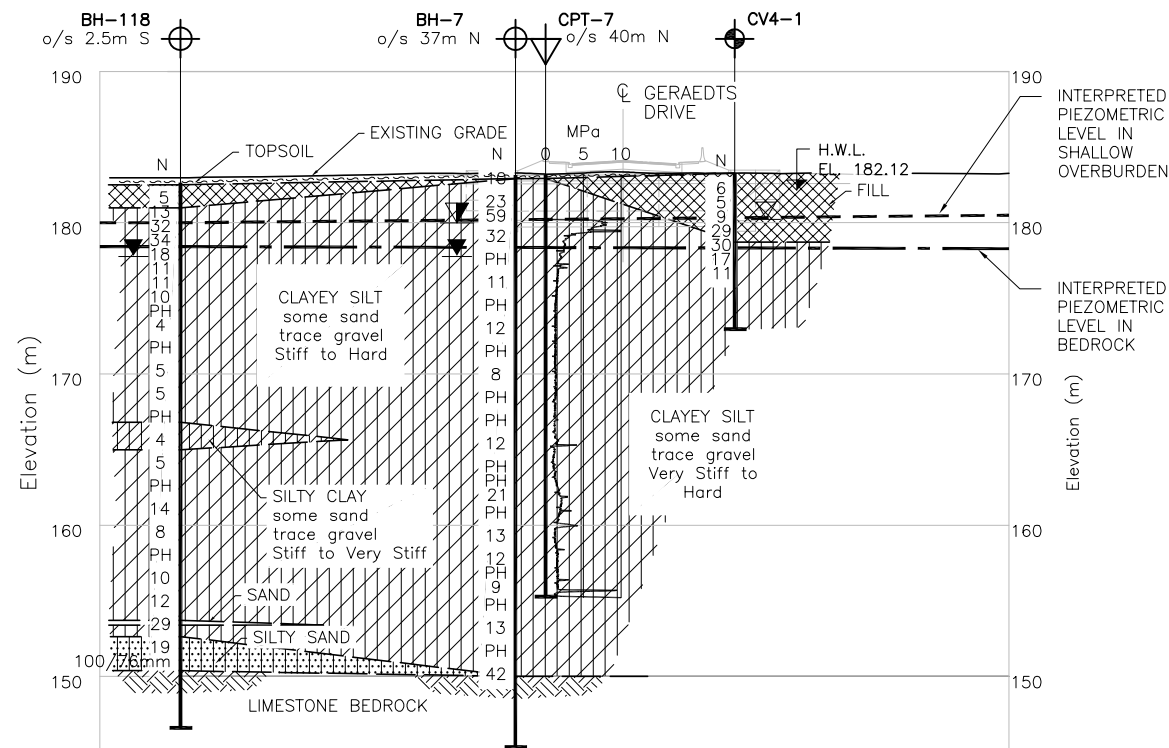 BH-118
o/s 2.5m S
BH-7
o/s 37m N
CPT-7
o/s 40m N
CV4-1
190
190
℄ GERAEDTS
DRIVE
INTERPRETED
PIEZOMETRIC
LEVEL IN
SHALLOW
OVERBURDEN
EXISTING GRADE
TOPSOIL
MPa
0 5 10
N
N
N
H.W.L.
EL. 182.12
FILL
180
180
5
13
32
34
18
11
11
10
PH
4
PH
5
5
PH
4
5
PH
14
8
PH
10
12
29
19
100/76mm
23
59
32
PH
11
PH
12
PH
8
PH
PH
12
PH
PH
21
PH
13
12
PH
9
PH
13
PH
42
6
5
9
29
30
17
11
CLAYEY SILT
some sand
trace gravel
Stiff to Hard
INTERPRETED
PIEZOMETRIC
LEVEL IN
BEDROCK
Elevation (m)
Elevation (m)
170
170
CLAYEY SILT
some sand
trace gravel
Very Stiff to
Hard
SILTY CLAY
some sand
trace gravel
Stiff to Very Stiff
160
160
SAND
SILTY SAND
150
150
LIMESTONE BEDROCK